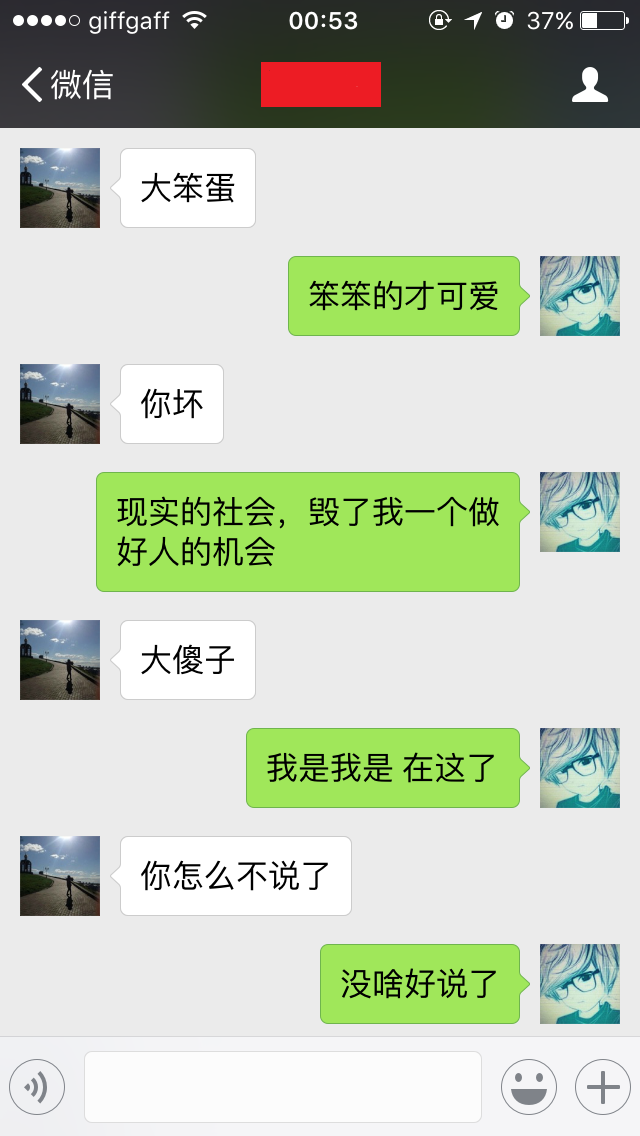 giffgaff 00:53 37%
微信
大笨蛋
笨笨的才可爱
你坏
现实的社会，毁了我一个做
好人的机会
大傻子
我是我是 在这了
你怎么不说了
没啥好说了